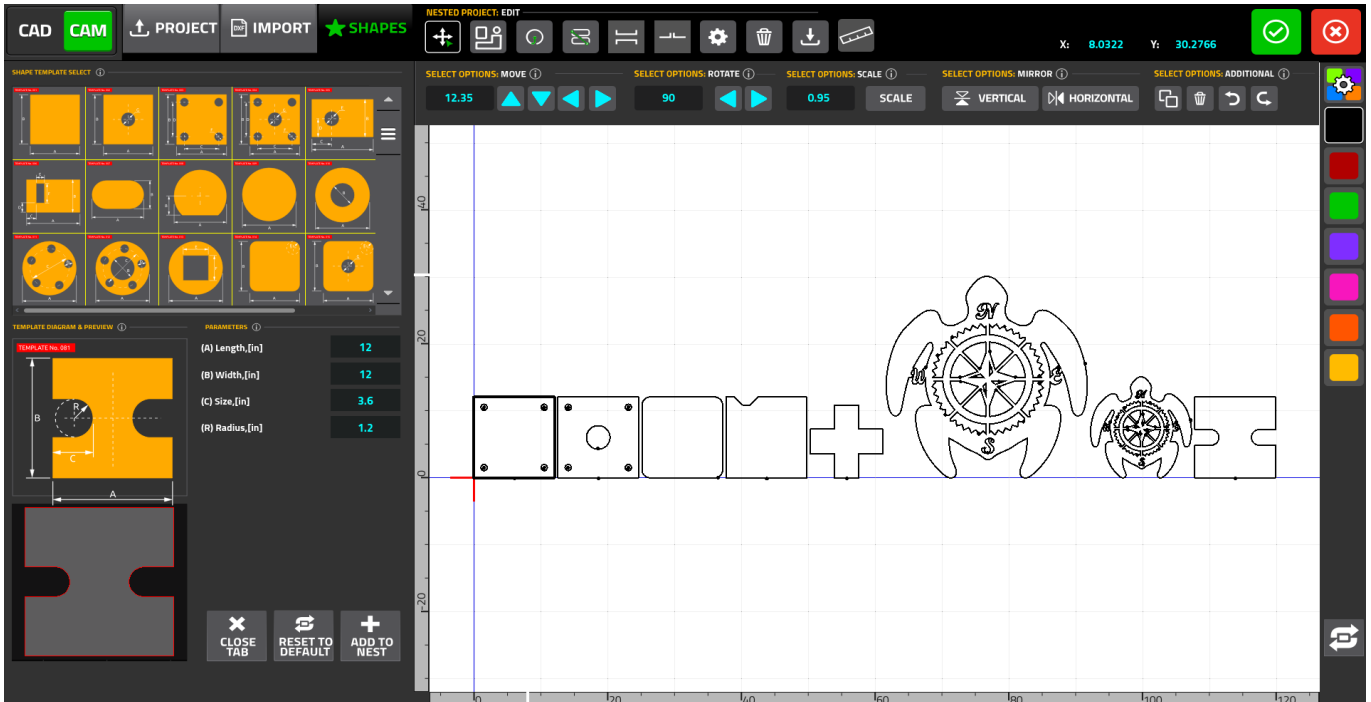 CAD
CAM
PROJECT
DXF
IMPORT
SHAPES
NESTED PROJECT: EDIT
X: 8.0322 Y: 30.2766
SHAPE TEMPLATE SELECT
SELECT OPTIONS: MOVE
SELECT OPTIONS: ROTATE
SELECT OPTIONS: SCALE
SELECT OPTIONS: MIRROR
SELECT OPTIONS: ADDITIONAL
12.35
90
0.95
SCALE
VERTICAL
HORIZONTAL
TEMPLATE DIAGRAM & PREVIEW
PARAMETERS
TEMPLATE No. 081
B
R
C
A
(A) Length,[in] 12
(B) Width,[in] 12
(C) Size,[in] 3.6
(R) Radius,[in] 1.2
CLOSE TAB
RESET TO DEFAULT
ADD TO NEST
40
20
0
-20
N
W
E
S
0 20 40 60 80 100 120